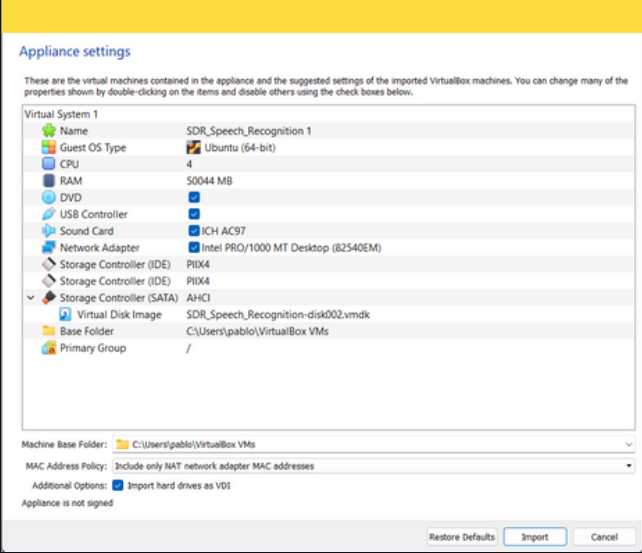 Appliance settings
These are the virtual machines contained in the appliance and the suggested settings of the imported VirtualBox machines. You can change many of the
properties shown by double-clicking on the items and disable others using the check boxes below.
Virtual System 1
Name SDR_Speech_Recognition 1
Guest OS Type Ubuntu (64-bit)
CPU 4
RAM 50044 MB
DVD
USB Controller
Sound Card ICH AC97
Network Adapter Intel PRO/1000 MT Desktop (82540EM)
Storage Controller (IDE) PIIX4
Storage Controller (IDE) PIIX4
Storage Controller (SATA) AHCI
Virtual Disk Image SDR_Speech_Recognition-disk002.vmdk
Base Folder C:\Users\pablo\VirtualBox VMs
Primary Group /
Machine Base Folder: C:\Users\pablo\VirtualBox VMs
MAC Address Policy: Include only NAT network adapter MAC addresses
Additional Options: Import hard drives as VDI
Appliance is not signed
Restore Defaults Import Cancel